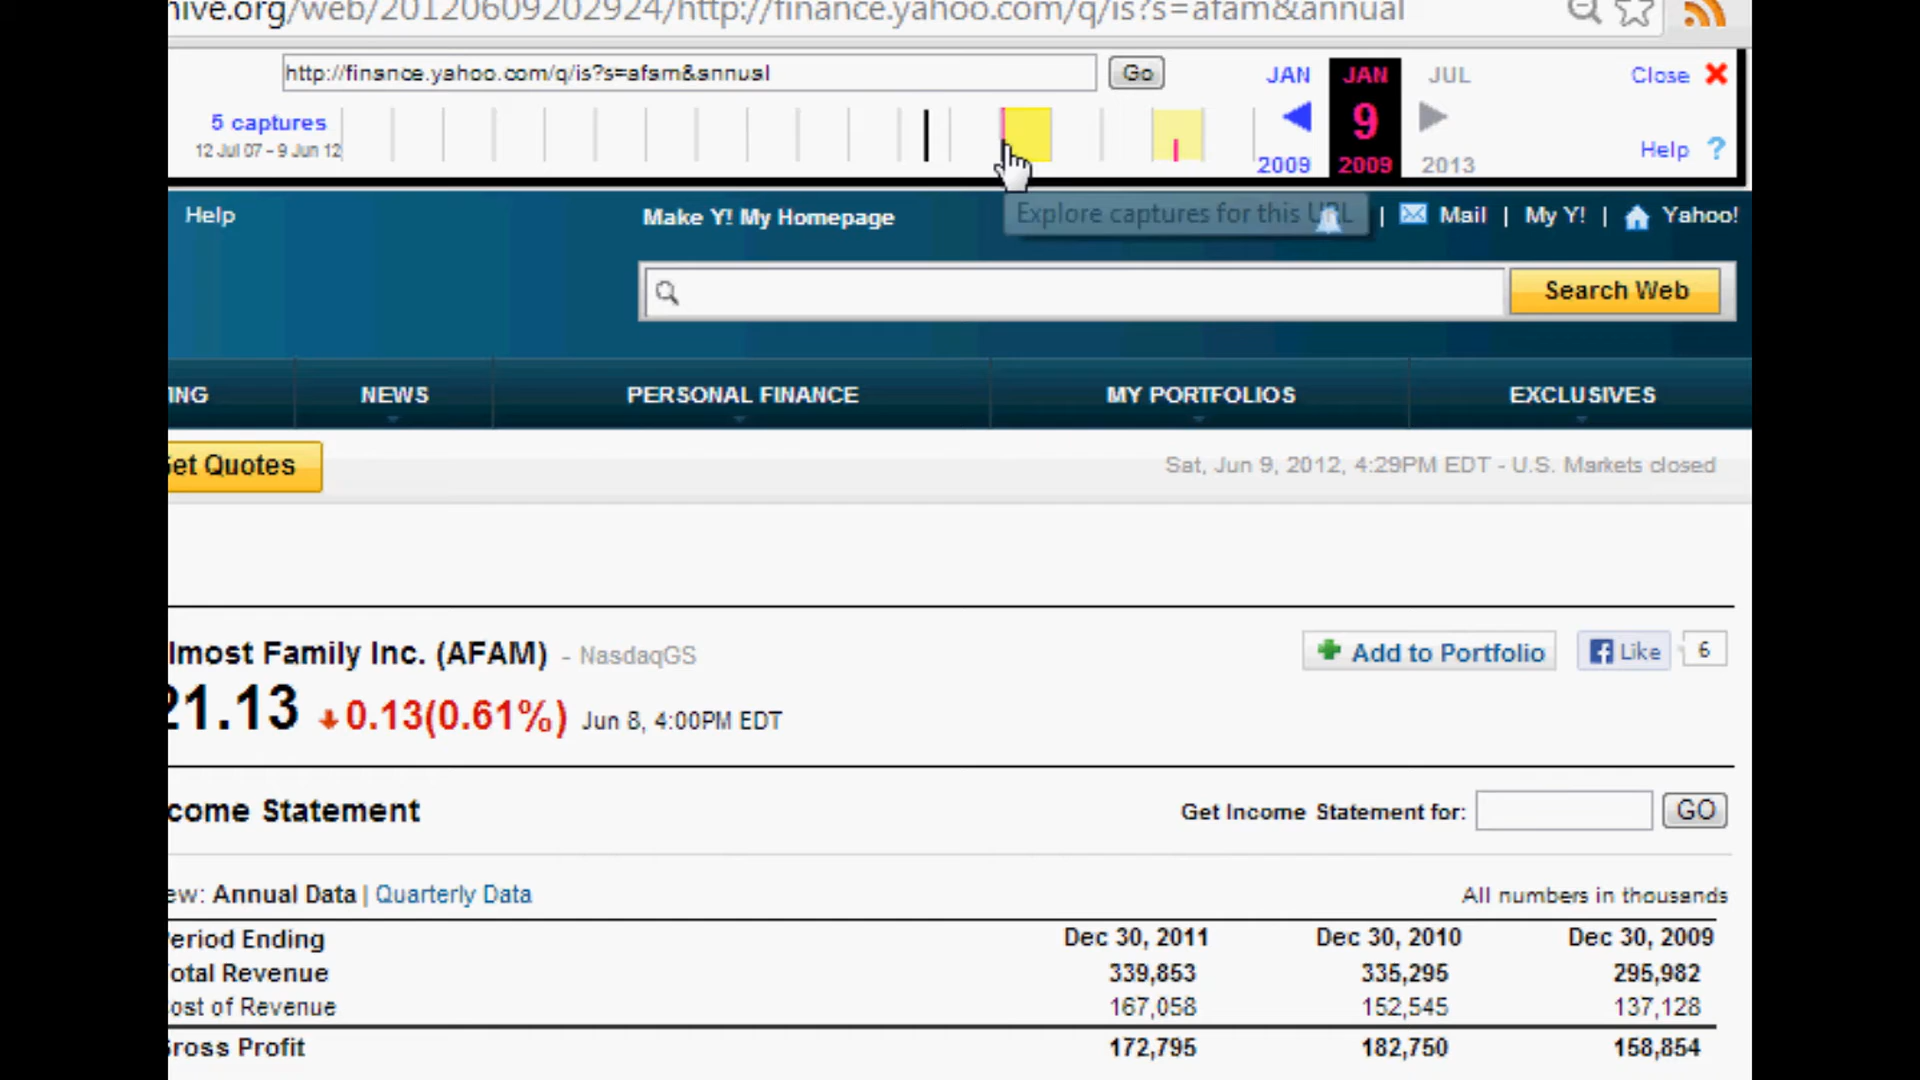 hive.org/web/20120609202924/http://finance.yahoo.com/q/is?s=afam&annual
http://finance.yahoo.com/q/is?s=afam&annual Go JAN JAN JUL Close
5 captures 9
12 Jul 07 - 9 Jun 12 2009 2009 2013 Help ?
Help Make Y! My Homepage Explore captures for this URL | Mail | My Y! | Yahoo!
Search Web
ING NEWS PERSONAL FINANCE MY PORTFOLIOS EXCLUSIVES
Get Quotes Sat, Jun 9, 2012, 4:29PM EDT - U.S. Markets closed
lmost Family Inc. (AFAM) - NasdaqGS Add to Portfolio Like 6
21.13 0.13(0.61%) Jun 8, 4:00PM EDT
come Statement Get Income Statement for: GO
ew: Annual Data | Quarterly Data All numbers in thousands
Period Ending Dec 30, 2011 Dec 30, 2010 Dec 30, 2009
otal Revenue 339,853 335,295 295,982
ost of Revenue 167,058 152,545 137,128
Gross Profit 172,795 182,750 158,854